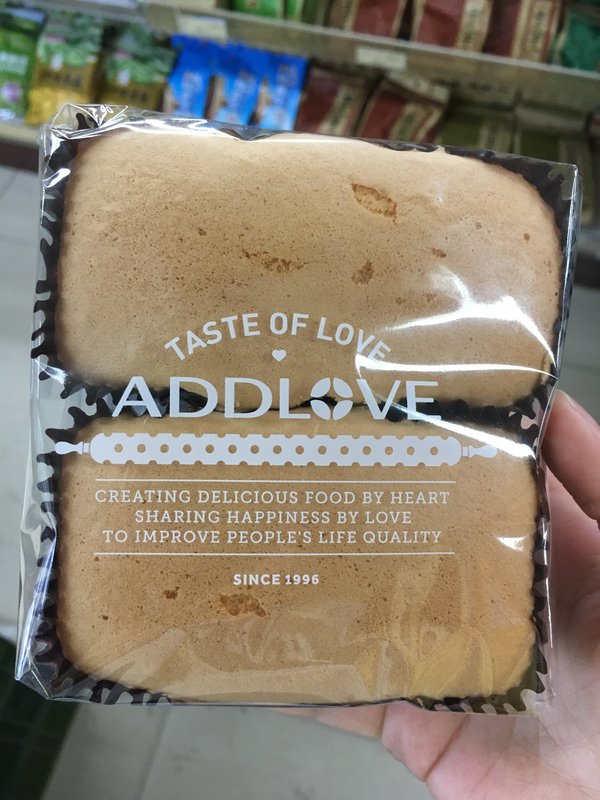 TASTE OF LOVE
ADDLOVE
CREATING DELICIOUS FOOD BY HEART
SHARING HAPPINESS BY LOVE
TO IMPROVE PEOPLE'S LIFE QUALITY
SINCE 1996